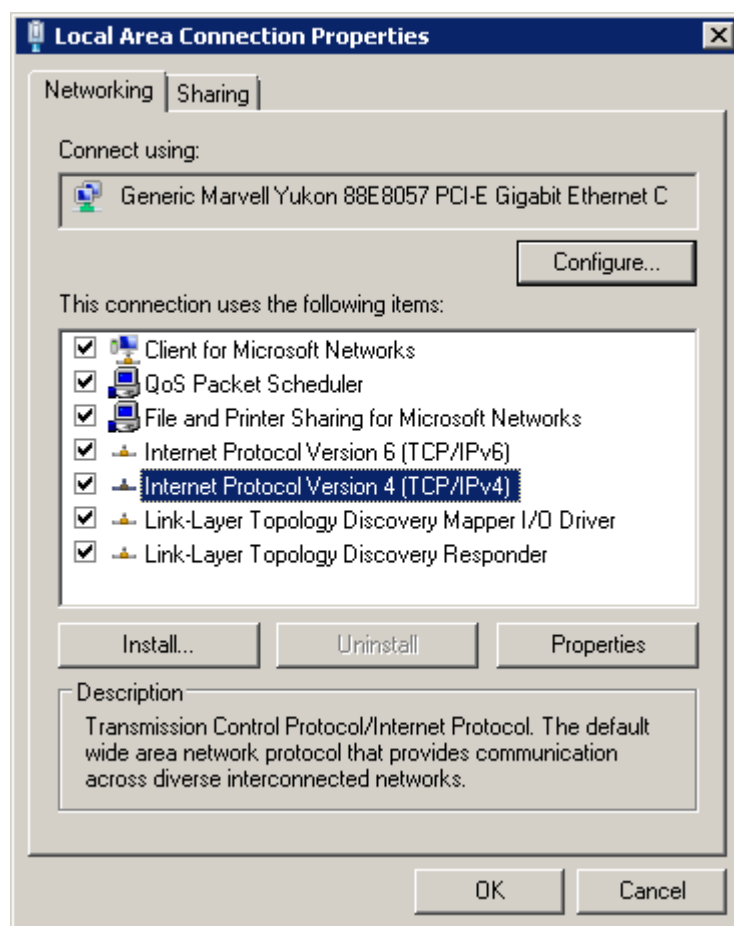 Local Area Connection Properties
Networking
Sharing
Connect using:
Generic Marvell Yukon 88E8057 PCI-E Gigabit Ethernet C
Configure...
This connection uses the following items:
Client for Microsoft Networks
QoS Packet Scheduler
File and Printer Sharing for Microsoft Networks
Internet Protocol Version 6 (TCP/IPv6)
Internet Protocol Version 4 (TCP/IPv4)
Link-Layer Topology Discovery Mapper I/O Driver
Link-Layer Topology Discovery Responder
Install...
Uninstall
Properties
Description
Transmission Control Protocol/Internet Protocol. The default
wide area network protocol that provides communication
across diverse interconnected networks.
OK
Cancel